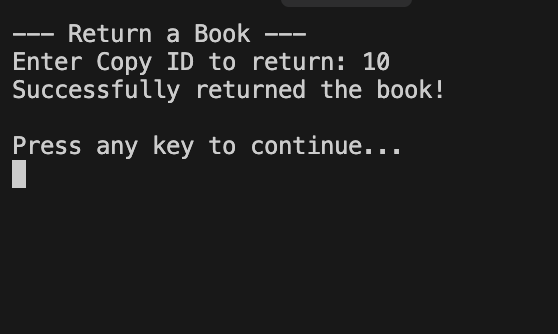 --- Return a Book ---
Enter Copy ID to return: 10
Successfully returned the book!
Press any key to continue...